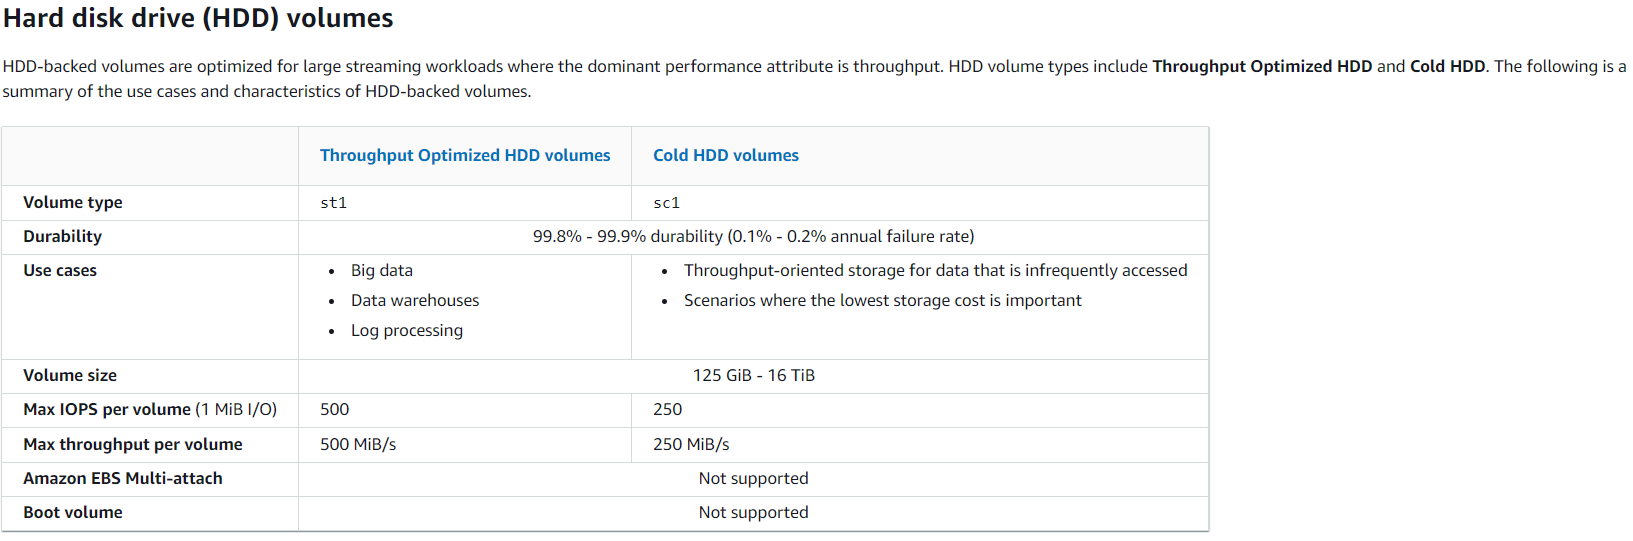 Hard disk drive (HDD) volumes
HDD-backed volumes are optimized for large streaming workloads where the dominant performance attribute is throughput. HDD volume types include Throughput Optimized HDD and Cold HDD. The following is a
summary of the use cases and characteristics of HDD-backed volumes.
Throughput Optimized HDD volumes Cold HDD volumes
Volume type st1 sc1
Durability 99.8% - 99.9% durability (0.1% - 0.2% annual failure rate)
Use cases • Big data • Throughput-oriented storage for data that is infrequently accessed
• Data warehouses • Scenarios where the lowest storage cost is important
• Log processing
Volume size 125 GiB - 16 TiB
Max IOPS per volume (1 MiB I/O) 500 250
Max throughput per volume 500 MiB/s 250 MiB/s
Amazon EBS Multi-attach Not supported
Boot volume Not supported